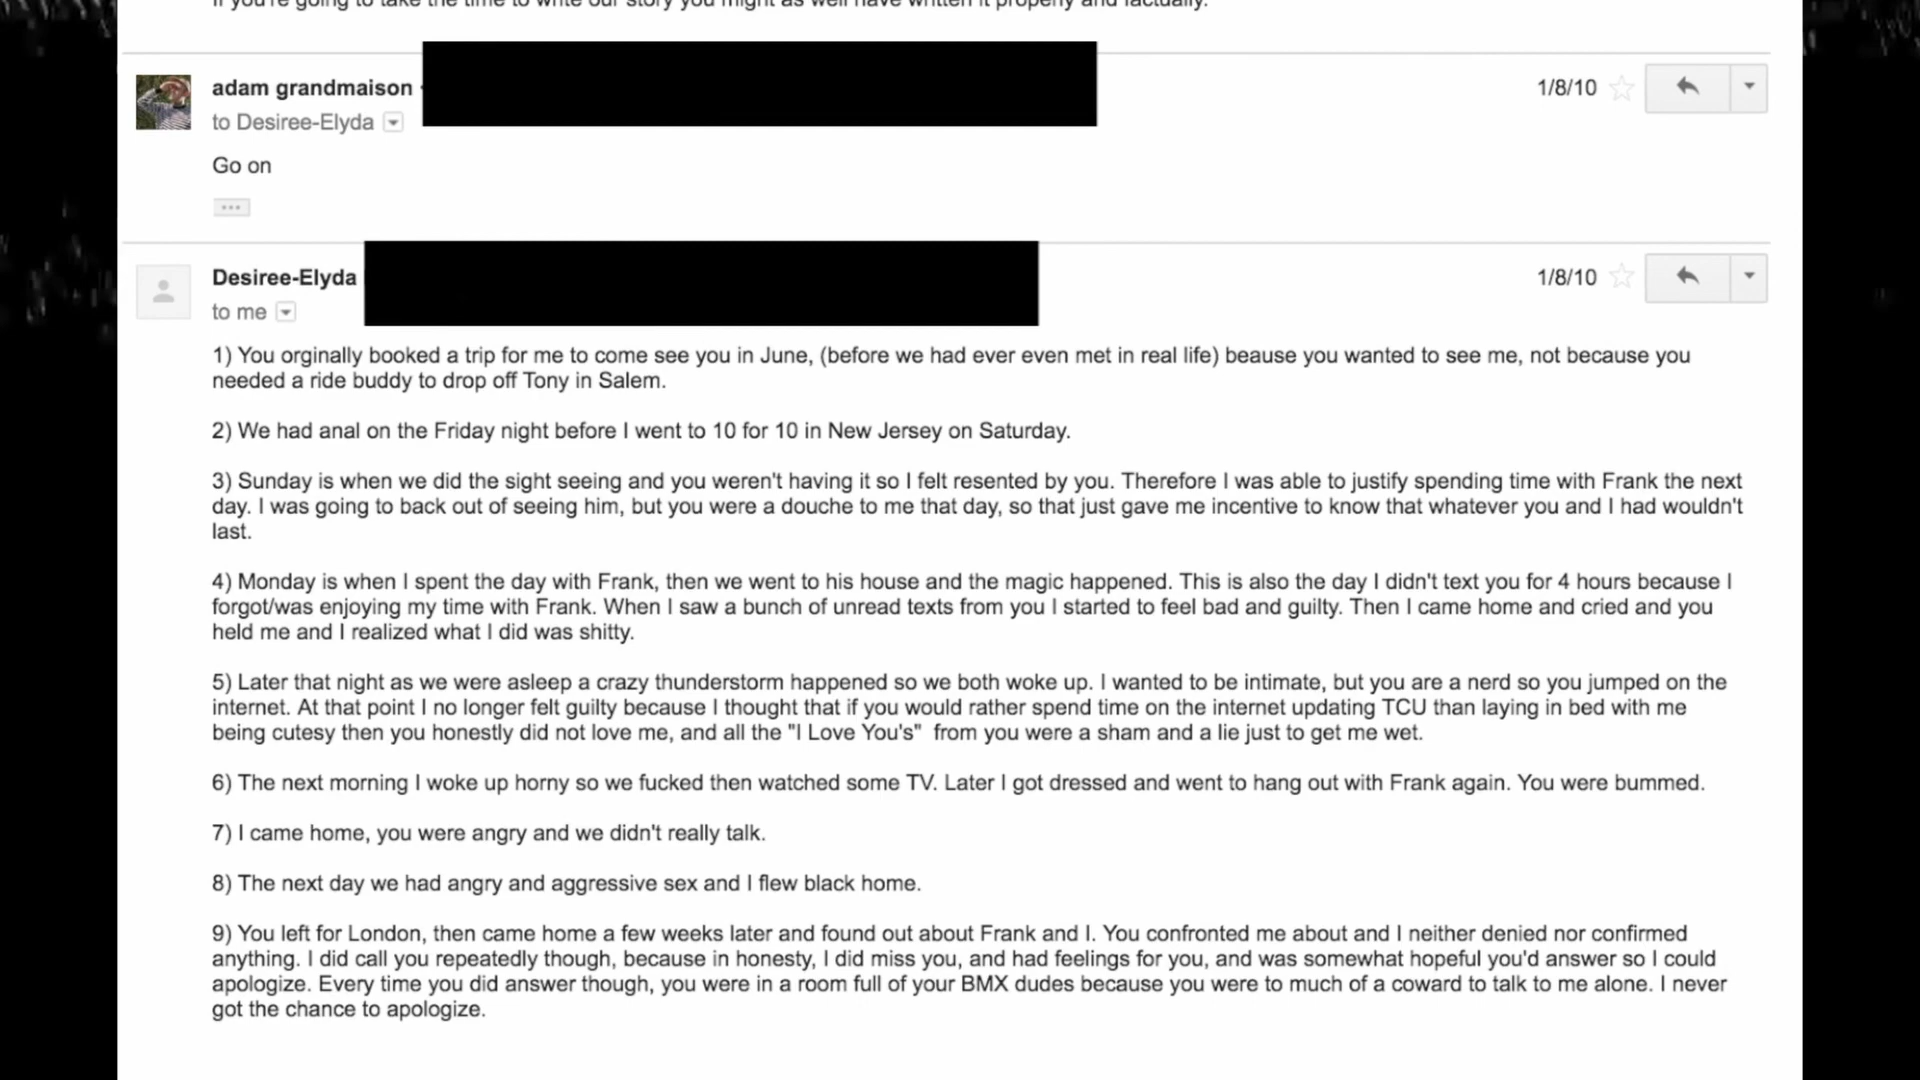 If you're going to take the time to write our story you might as well have written it properly and factually.
adam grandmaison
1/8/10
to Desiree-Elyda
Go on
Desiree-Elyda
1/8/10
to me
1) You orginally booked a trip for me to come see you in June, (before we had ever even met in real life) beause you wanted to see me, not because you
needed a ride buddy to drop off Tony in Salem.
2) We had anal on the Friday night before I went to 10 for 10 in New Jersey on Saturday.
3) Sunday is when we did the sight seeing and you weren't having it so I felt resented by you. Therefore I was able to justify spending time with Frank the next
day. I was going to back out of seeing him, but you were a douche to me that day, so that just gave me incentive to know that whatever you and I had wouldn't
last.
4) Monday is when I spent the day with Frank, then we went to his house and the magic happened. This is also the day I didn't text you for 4 hours because I
forgot/was enjoying my time with Frank. When I saw a bunch of unread texts from you I started to feel bad and guilty. Then I came home and cried and you
held me and I realized what I did was shitty.
5) Later that night as we were asleep a crazy thunderstorm happened so we both woke up. I wanted to be intimate, but you are a nerd so you jumped on the
internet. At that point I no longer felt guilty because I thought that if you would rather spend time on the internet updating TCU than laying in bed with me
being cutesy then you honestly did not love me, and all the "I Love You's" from you were a sham and a lie just to get me wet.
6) The next morning I woke up horny so we fucked then watched some TV. Later I got dressed and went to hang out with Frank again. You were bummed.
7) I came home, you were angry and we didn't really talk.
8) The next day we had angry and aggressive sex and I flew black home.
9) You left for London, then came home a few weeks later and found out about Frank and I. You confronted me about and I neither denied nor confirmed
anything. I did call you repeatedly though, because in honesty, I did miss you, and had feelings for you, and was somewhat hopeful you'd answer so I could
apologize. Every time you did answer though, you were in a room full of your BMX dudes because you were to much of a coward to talk to me alone. I never
got the chance to apologize.